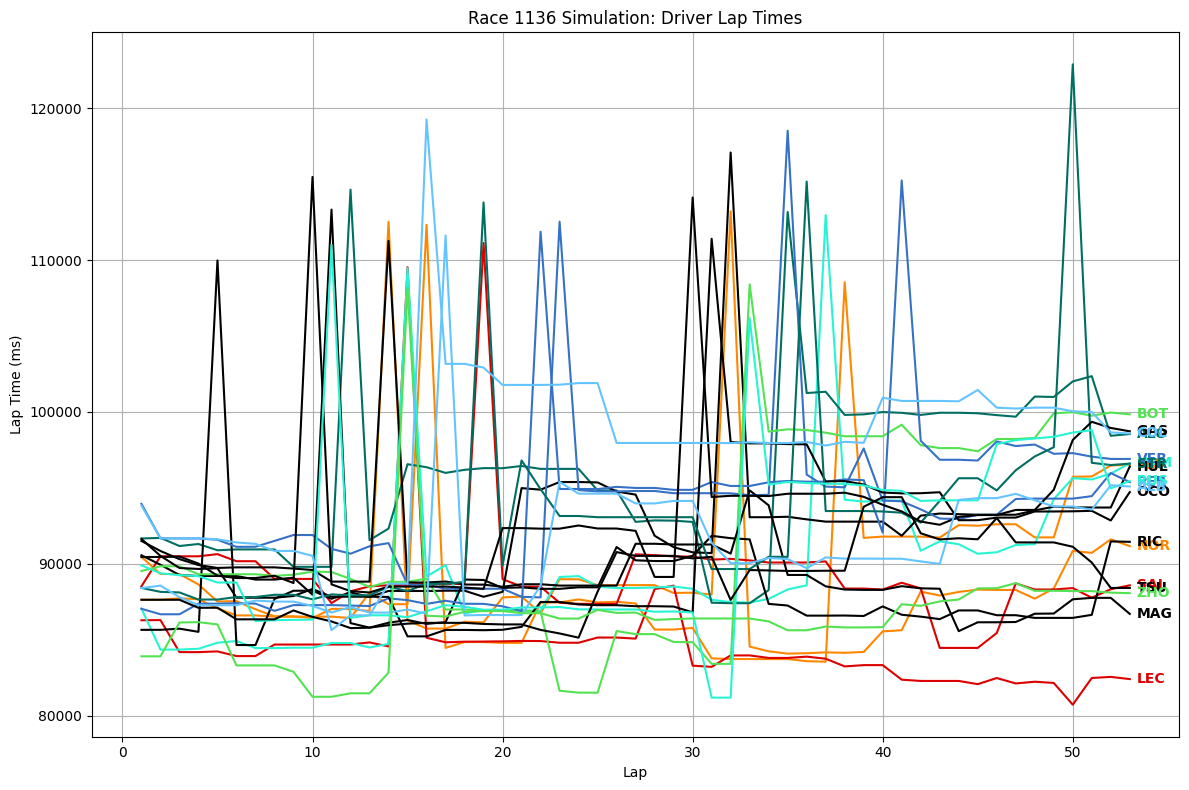 Race 1136 Simulation: Driver Lap Times
Lap Time (ms)
120000
110000
100000
90000
80000
0
10
20
30
40
50
Lap
BOT
GAS
VER
HUL
OCO
RIC
NOR
TSU
ZHO
MAG
LEC